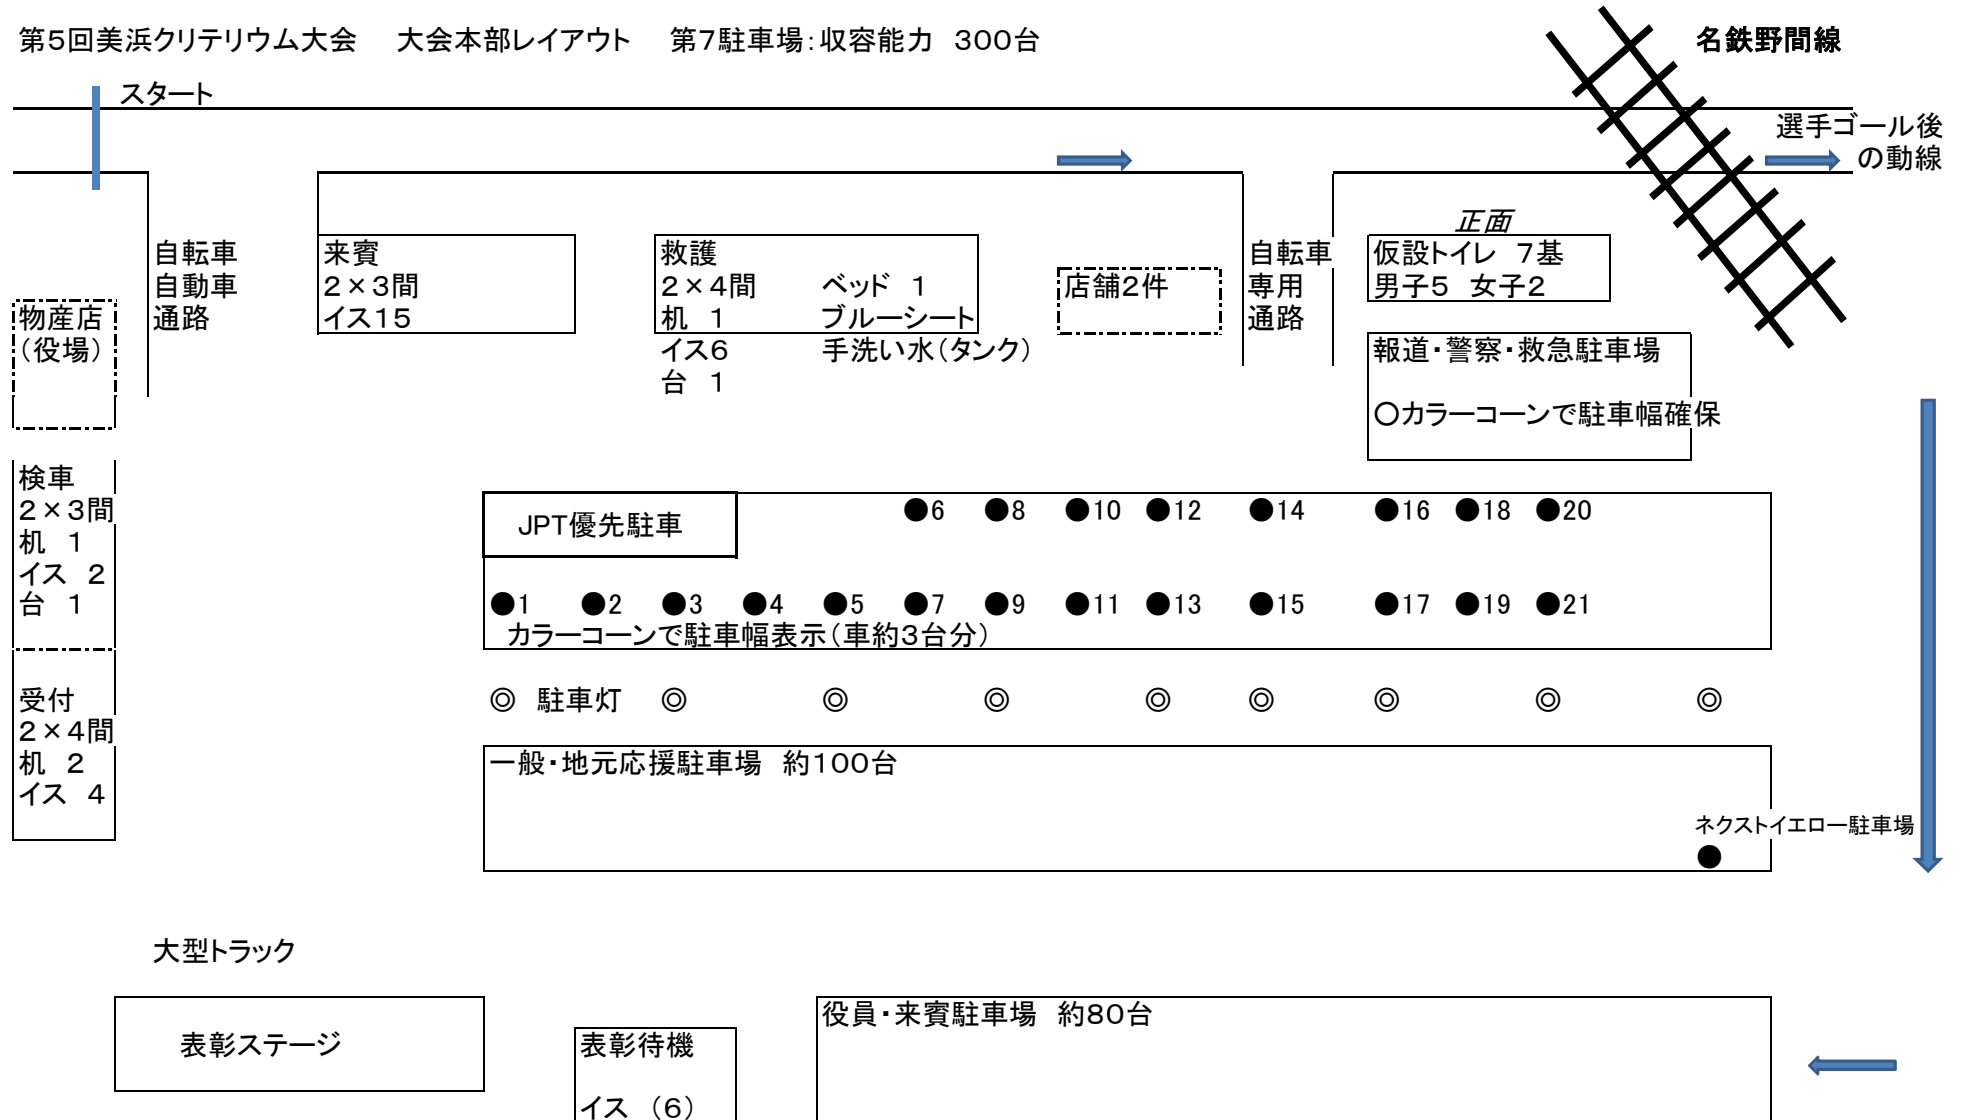 第5回美浜クリテリウム大会　大会本部レイアウト　第7駐車場:収容能力　300台
名鉄野間線
スタート
選手ゴール後
の動線
正面
自転車
自動車
通路
来賓
2×3間
イス15
救護
2×4間　ベッド　1
机　1　ブルーシート
イス6　手洗い水(タンク)
台　1
店舗2件
自転車
専用
通路
仮設トイレ　7基
男子5　女子2
物産店
(役場)
報道・警察・救急駐車場
〇カラーコーンで駐車幅確保
検車
2×3間
机　1
イス　2
台　1
JPT優先駐車
●6　●8　●10　●12　●14　●16　●18　●20
●1　●2　●3　●4　●5　●7　●9　●11　●13　●15　●17　●19　●21
カラーコーンで駐車幅表示(車約3台分)
受付
2×4間
机　2
イス　4
◎　駐車灯　◎　◎　◎　◎　◎　◎　◎　◎
一般・地元応援駐車場　約100台
ネクストイエロー駐車場
●
大型トラック
表彰ステージ
表彰待機
イス　(6)
役員・来賓駐車場　約80台